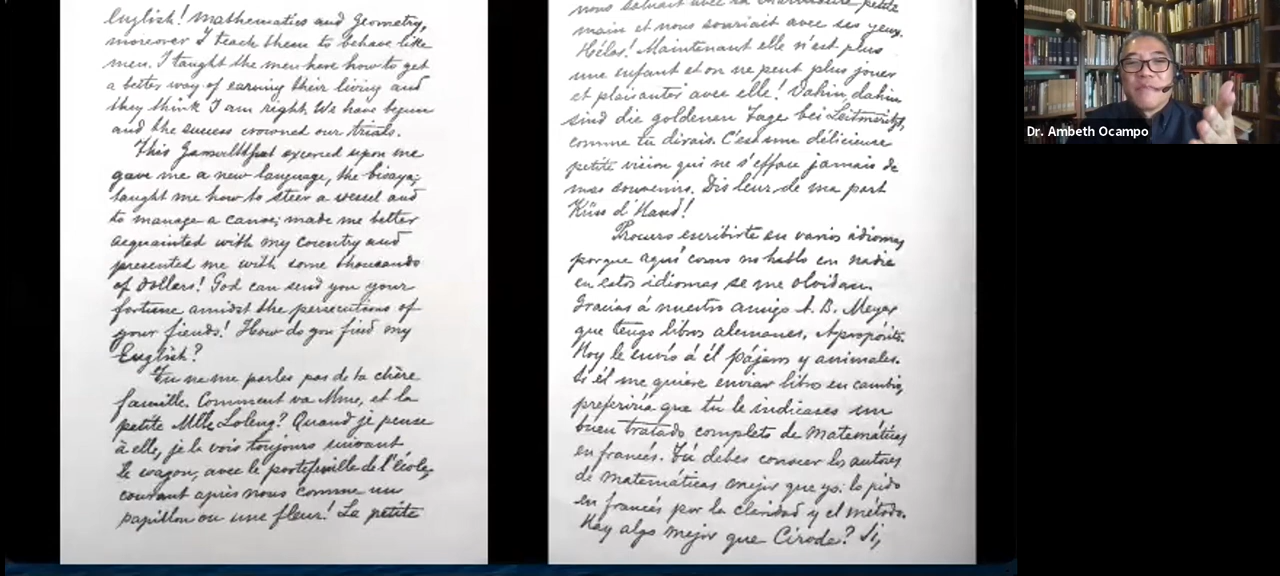 English! mathematics and Geometry,
moreover I teach them to behave like
men. I taught the men here how to get
a better way of earning their living and
they think I am right. We have begun
and the success crowned our trials.
This exerced upon me
gave me a new language, the bisaya;
taught me how to steer a vessel and
to manage a canoe; made me better
acquainted with my country and
presented me with some thousands
of dollars! God can send you your
fortune amidst the persecutions of
your fiends! How do you find my
English?
Tu ne me parles pas de ta chère
famille. Comment va Mme, et la
petite Mlle Loleng? Quand je pense
à elle, je la vois toujours suivant
le wagon, avec le portefeuille de l'école,
courant après nous comme un
papillon ou une fleur! La petite
nous saluait avec sa petite
main et nous souriait avec ses yeux.
Hélas! Maintenant elle n'est plus
une enfant et on ne peut plus jouer
et plaisanter avec elle! Dahin, dahin
sind die goldenen Tage bei Leitmeritz,
comme tu dirais. C'est une délicieuse
petite vision qui ne s'efface jamais de
mes souvenirs. Dis leur de ma part
Küss d'Hand!
Procuro escribirte en varios idiomas,
porque aquí como no hablo con nadie
en estos idiomas se me olvidan.
Gracias á nuestro amigo A. B. Meyer
que tengo libros alemanes. Apropósito.
Hoy le envío á él pájaros y animales.
Si él me quiere enviar libro en cambio,
preferiría que tú le indicases un
buen tratado completo de Matemáticas
en francés. Tú debes conocer los autores
de matemáticas mejor que yo: lo pido
en francés por la claridad y el método.
Hay algo mejor que Cirode? Si,
Dr. Ambeth Ocampo